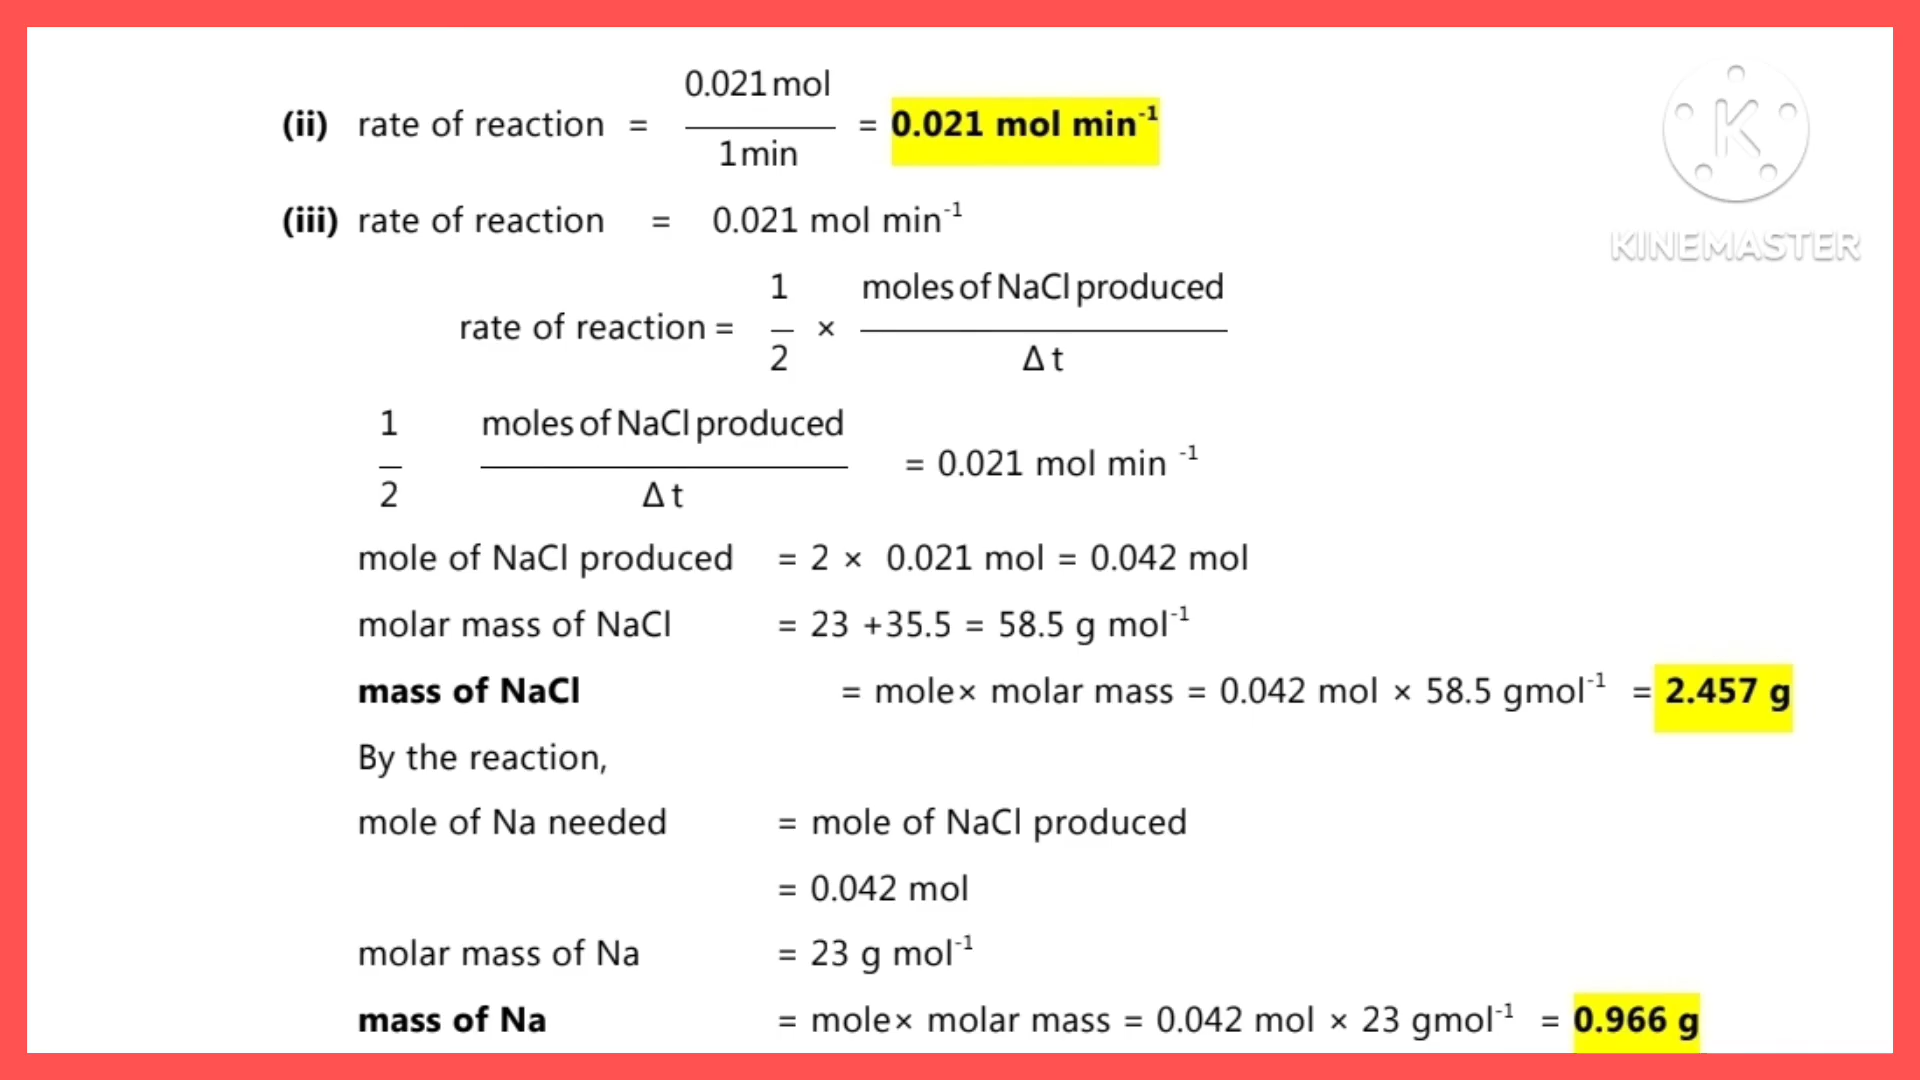 (ii) rate of reaction = 0.021 mol / 1 min = 0.021 mol min⁻¹
KINEMASTER
(iii) rate of reaction = 0.021 mol min⁻¹
rate of reaction = 1/2 × moles of NaCl produced / Δt
1/2 moles of NaCl produced / Δt = 0.021 mol min ⁻¹
mole of NaCl produced = 2 × 0.021 mol = 0.042 mol
molar mass of NaCl = 23 +35.5 = 58.5 g mol⁻¹
mass of NaCl = mole× molar mass = 0.042 mol × 58.5 gmol⁻¹ = 2.457 g
By the reaction,
mole of Na needed = mole of NaCl produced
= 0.042 mol
molar mass of Na = 23 g mol⁻¹
mass of Na = mole× molar mass = 0.042 mol × 23 gmol⁻¹ = 0.966 g